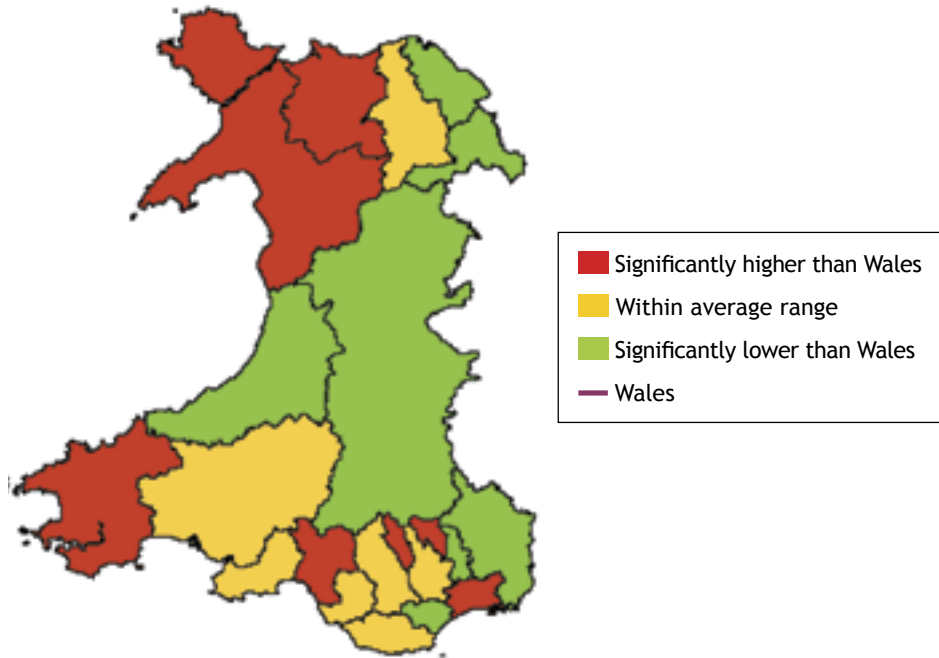 Significantly higher than Wales
Within average range
Significantly lower than Wales
Wales